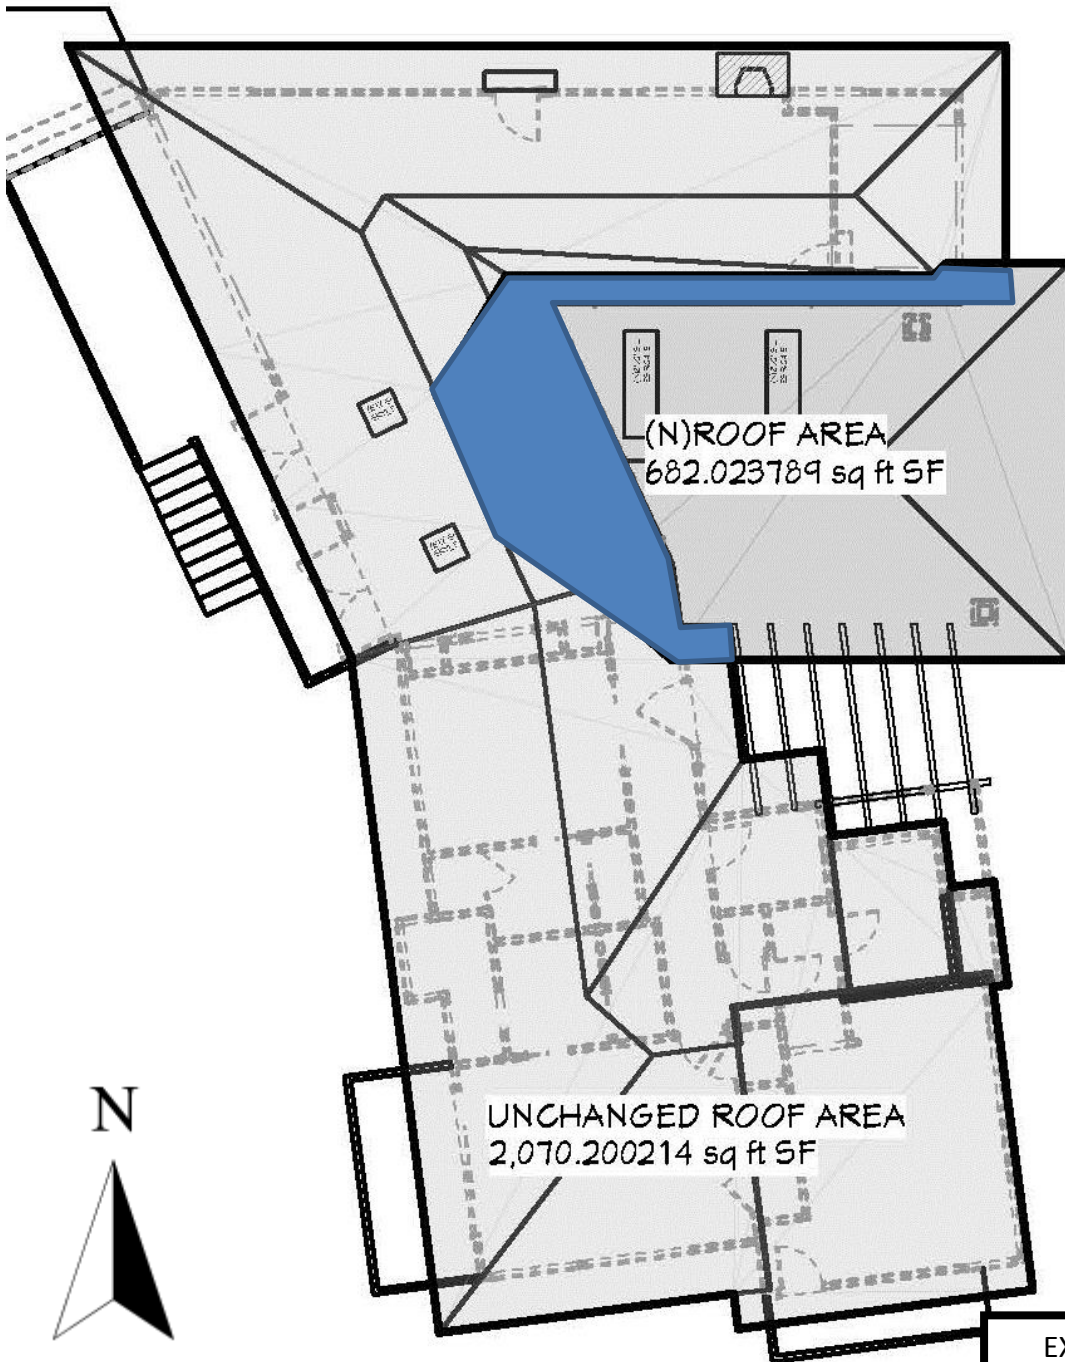 (N)ROOF AREA
682.023789 sq ft SF
UNCHANGED ROOF AREA
2,070.200214 sq ft SF
N
EX